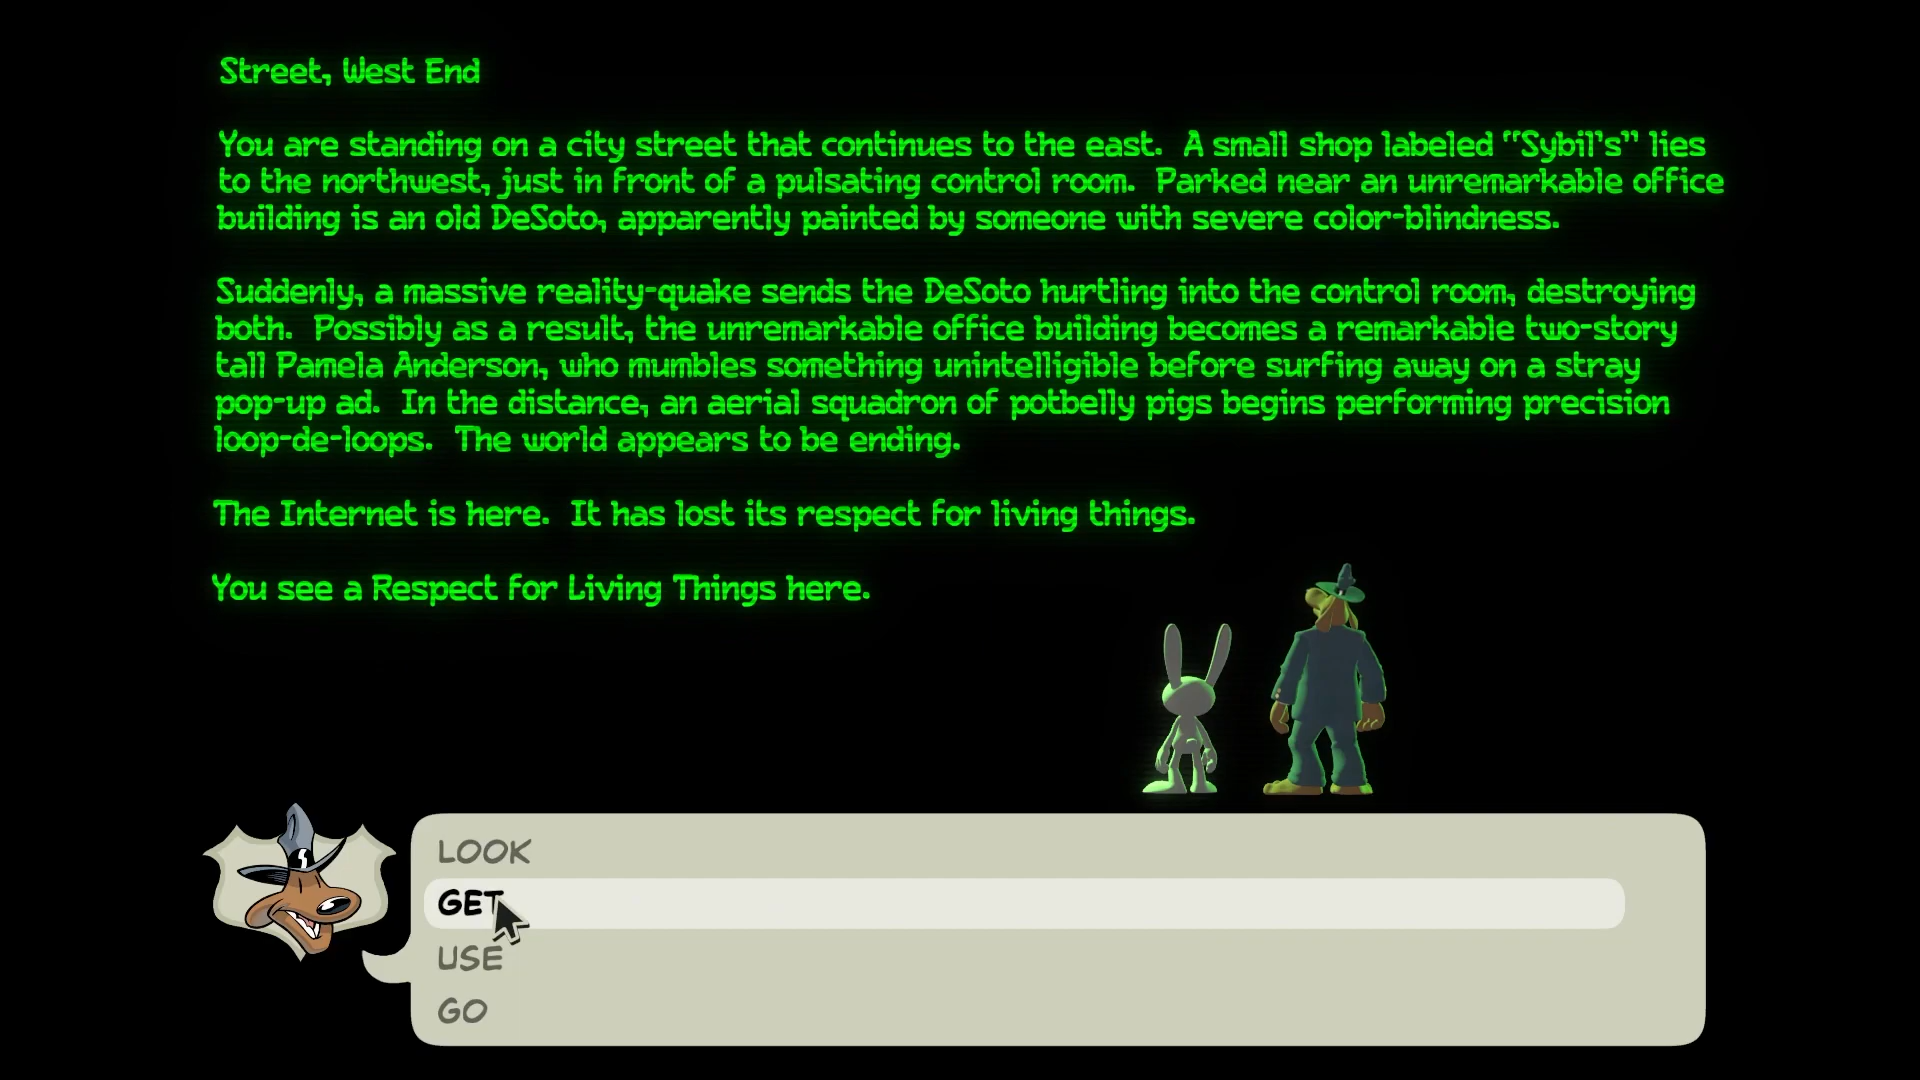 Street, West End
You are standing on a city street that continues to the east.  A small shop labeled “Sybil’s” lies
to the northwest, just in front of a pulsating control room.  Parked near an unremarkable office
building is an old DeSoto, apparently painted by someone with severe color-blindness.
Suddenly, a massive reality-quake sends the DeSoto hurtling into the control room, destroying
both.  Possibly as a result, the unremarkable office building becomes a remarkable two-story
tall Pamela Anderson, who mumbles something unintelligible before surfing away on a stray
pop-up ad.  In the distance, an aerial squadron of potbelly pigs begins performing precision
loop-de-loops.  The world appears to be ending.
The Internet is here.  It has lost its respect for living things.
You see a Respect for Living Things here.
LOOK
GET
USE
GO